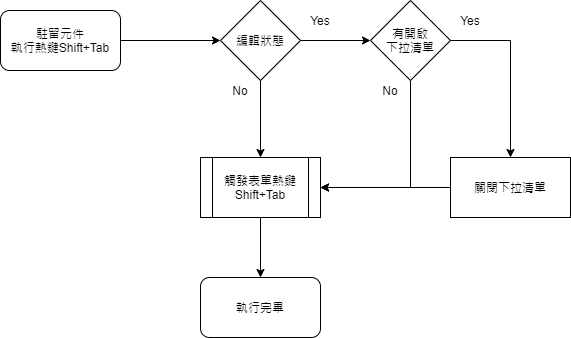 駐留元件
執行熱鍵Shift+Tab
編輯狀態
Yes
有開啟
下拉清單
Yes
No
No
觸發表單熱鍵
Shift+Tab
關閉下拉清單
執行完畢